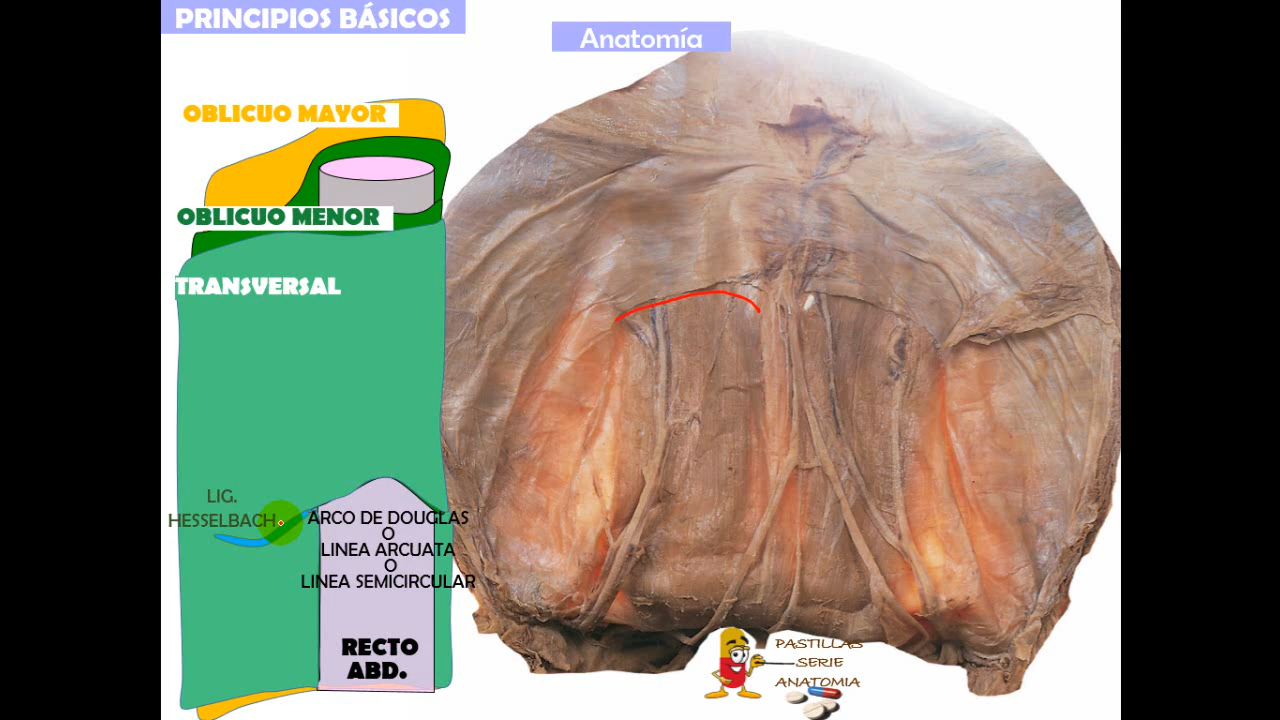 PRINCIPIOS BÁSICOS
Anatomía
OBLICUO MAYOR
OBLICUO MENOR
TRANSVERSAL
LIG.
HESSELBACH
ARCO DE DOUGLAS
O
LINEA ARCUATA
O
LINEA SEMICIRCULAR
RECTO
ABD.
PASTILLAS
SERIE
ANATOMIA